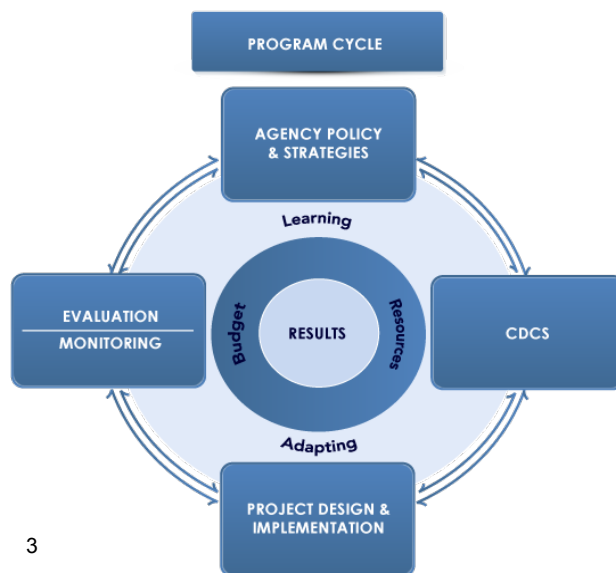 PROGRAM CYCLE
AGENCY POLICY
& STRATEGIES
Learning
EVALUATION
MONITORING
Budget
RESULTS
Resources
CDCS
Adapting
PROJECT DESIGN &
IMPLEMENTATION
3